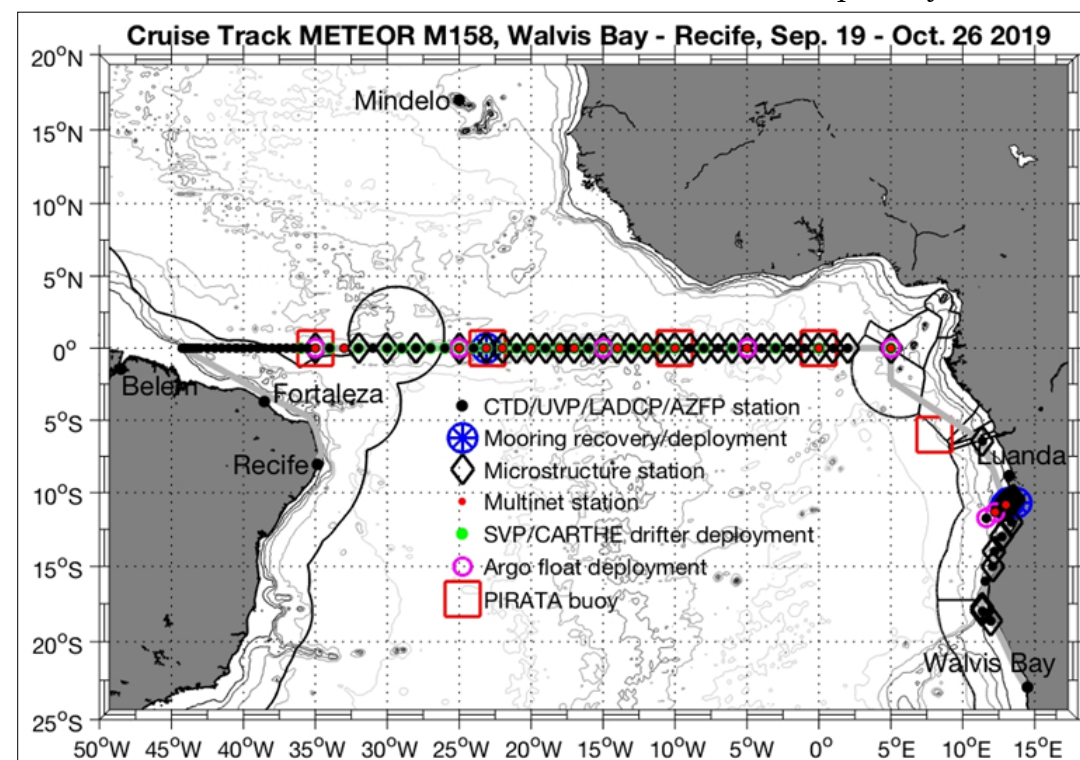 Cruise Track METEOR M158, Walvis Bay - Recife, Sep. 19 - Oct. 26 2019
20°N
Mindelo
15°N
10°N
5°N
0°
Belem
Fortaleza
CTD/UVP/LADCP/AZFP station
5°S
Mooring recovery/deployment
Luanda
Recife
Microstructure station
10°S
Multinet station
SVP/CARTHE drifter deployment
15°S
Argo float deployment
PIRATA buoy
20°S
Walvis Bay
25°S
50°W 45°W 40°W 35°W 30°W 25°W 20°W 15°W 10°W 5°W 0° 5°E 10°E 15°E